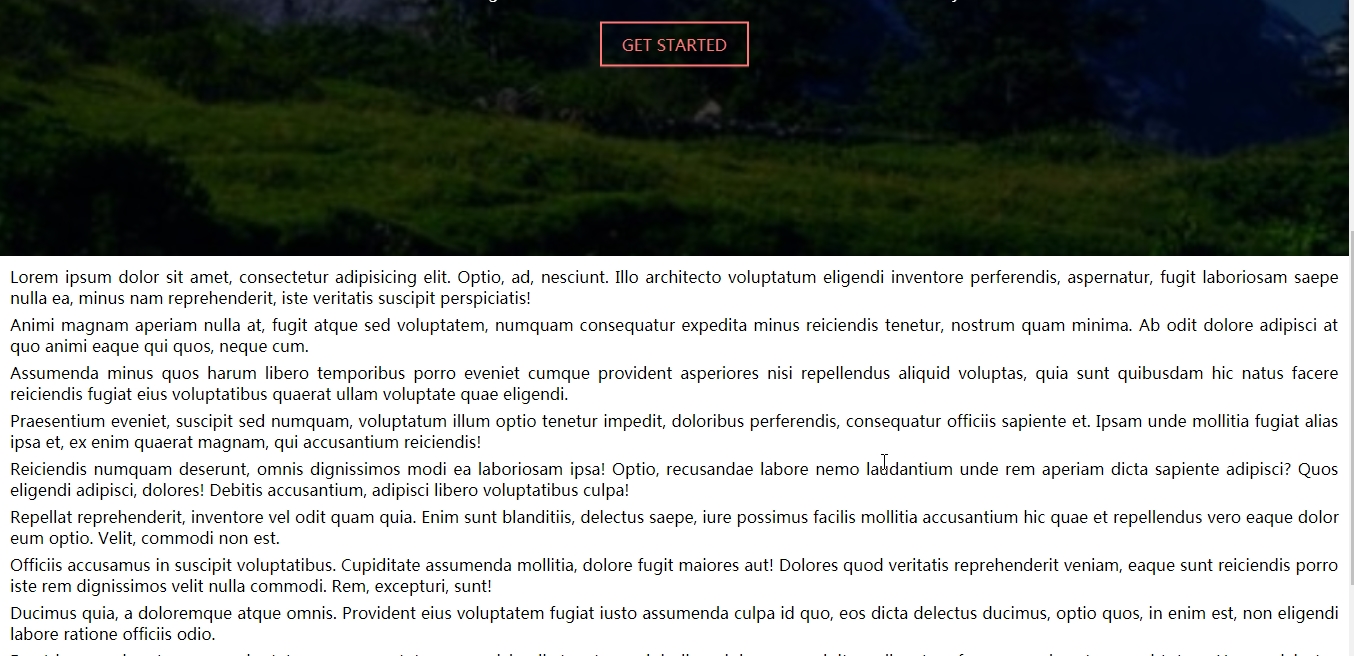 GET STARTED
Lorem ipsum dolor sit amet, consectetur adipisicing elit. Optio, ad, nesciunt. Illo architecto voluptatum eligendi inventore perferendis, aspernatur, fugit laboriosam saepe
nulla ea, minus nam reprehenderit, iste veritatis suscipit perspiciatis!
Animi magnam aperiam nulla at, fugit atque sed voluptatem, numquam consequatur expedita minus reiciendis tenetur, nostrum quam minima. Ab odit dolore adipisci at
quo animi eaque qui quos, neque cum.
Assumenda minus quos harum libero temporibus porro eveniet cumque provident asperiores nisi repellendus aliquid voluptas, quia sunt quibusdam hic natus facere
reiciendis fugiat eius voluptatibus quaerat ullam voluptate quae eligendi.
Praesentium eveniet, suscipit sed numquam, voluptatum illum optio tenetur impedit, doloribus perferendis, consequatur officiis sapiente et. Ipsam unde mollitia fugiat alias
ipsa et, ex enim quaerat magnam, qui accusantium reiciendis!
Reiciendis numquam deserunt, omnis dignissimos modi ea laboriosam ipsa! Optio, recusandae labore nemo laudantium unde rem aperiam dicta sapiente adipisci? Quos
eligendi adipisci, dolores! Debitis accusantium, adipisci libero voluptatibus culpa!
Repellat reprehenderit, inventore vel odit quam quia. Enim sunt blanditiis, delectus saepe, iure possimus facilis mollitia accusantium hic quae et repellendus vero eaque dolor
eum optio. Velit, commodi non est.
Officiis accusamus in suscipit voluptatibus. Cupiditate assumenda mollitia, dolore fugit maiores aut! Dolores quod veritatis reprehenderit veniam, eaque sunt reiciendis porro
iste rem dignissimos velit nulla commodi. Rem, excepturi, sunt!
Ducimus quia, a doloremque atque omnis. Provident eius voluptatem fugiat iusto assumenda culpa id quo, eos dicta delectus ducimus, optio quos, in enim est, non eligendi
labore ratione officiis odio.